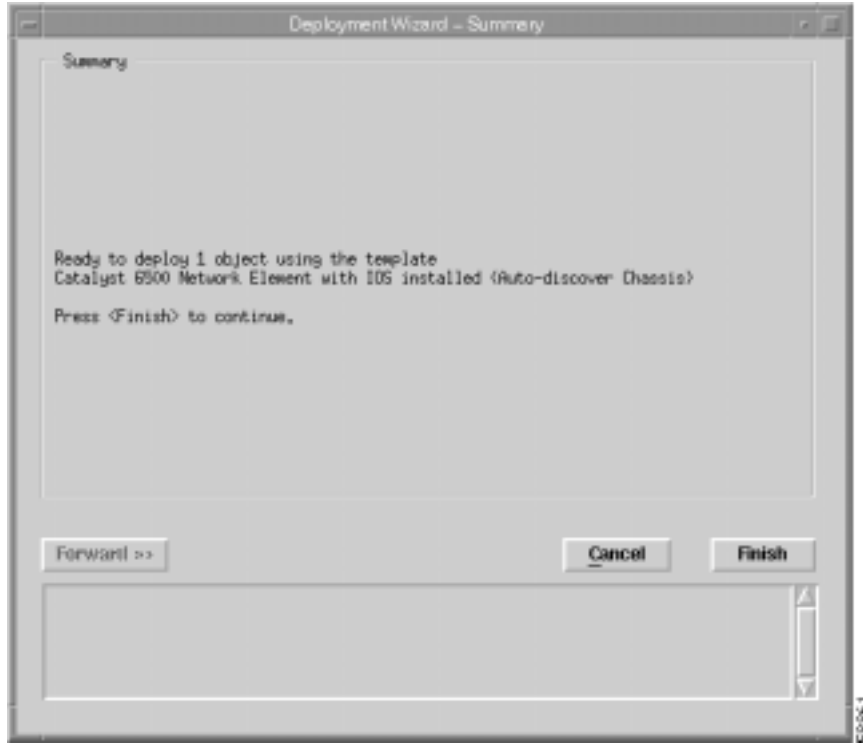 Deployment Wizard – Summary
Summary
Ready to deploy 1 object using the template
Catalyst 6500 Network Element with IOS installed (Auto-discover Chassis)
Press <Finish> to continue.
Forward >>
Cancel
Finish